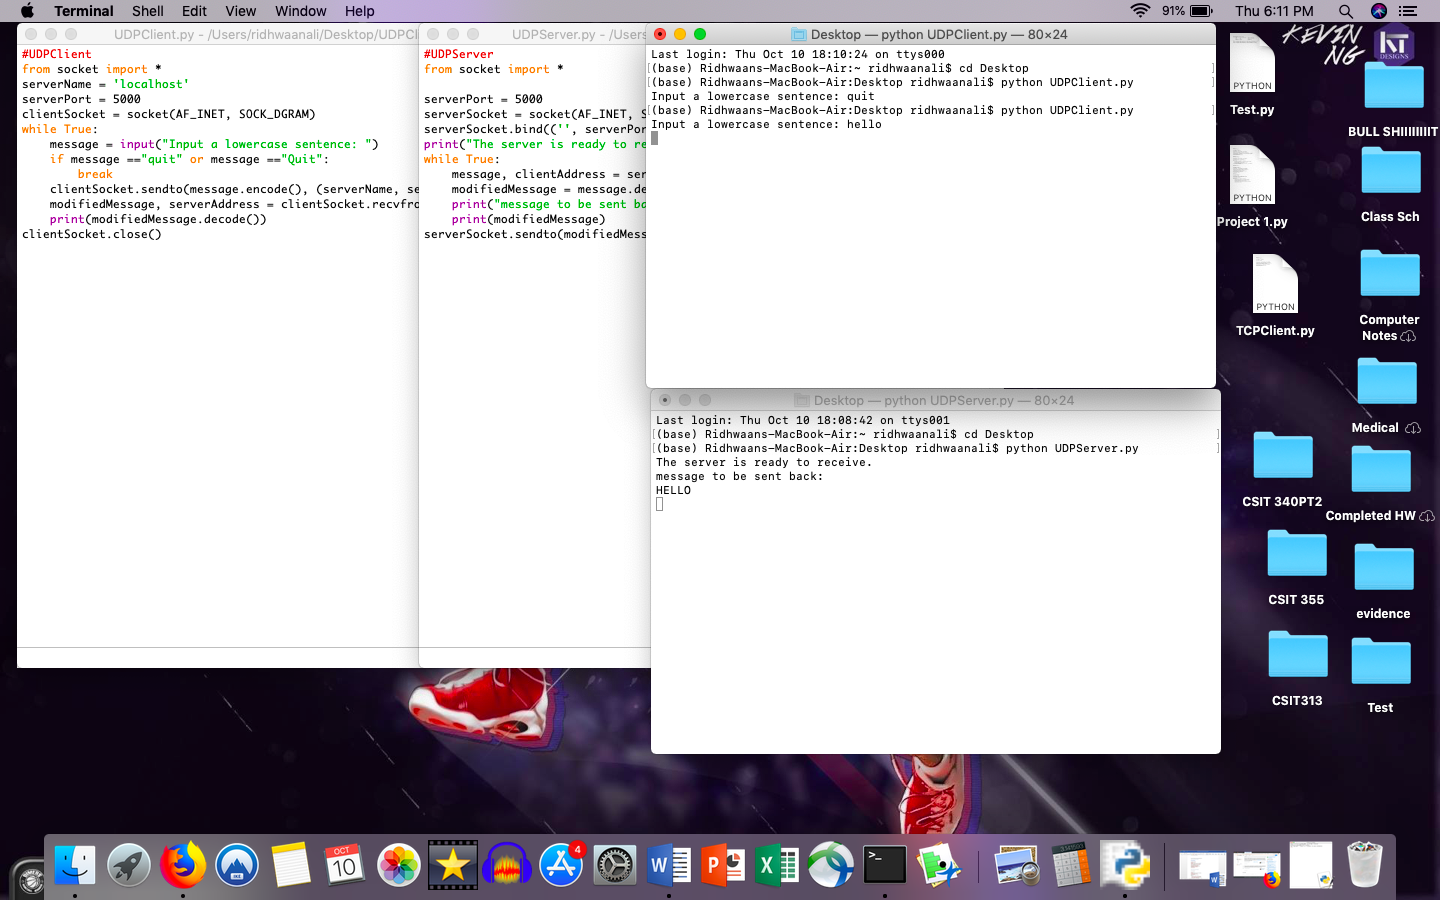 Terminal Shell Edit View Window Help 91% Thu 6:11 PM
UDPClient.py - /Users/ridhwaanali/Desktop/UDPCl
#UDPClient
from socket import *
serverName = 'localhost'
serverPort = 5000
clientSocket = socket(AF_INET, SOCK_DGRAM)
while True:
message = input("Input a lowercase sentence: ")
if message =="quit" or message =="Quit":
break
clientSocket.sendto(message.encode(), (serverName, se
modifiedMessage, serverAddress = clientSocket.recvfro
print(modifiedMessage.decode())
clientSocket.close()
UDPServer.py - /Users
#UDPServer
from socket import *
serverPort = 5000
serverSocket = socket(AF_INET, S
serverSocket.bind(('', serverPor
print("The server is ready to re
while True:
message, clientAddress = ser
modifiedMessage = message.de
print("message to be sent ba
print(modifiedMessage)
serverSocket.sendto(modifiedMess
Desktop — python UDPClient.py — 80×24
Last login: Thu Oct 10 18:10:24 on ttys000
[(base) Ridhwaans-MacBook-Air:~ ridhwaanali$ cd Desktop ]
[(base) Ridhwaans-MacBook-Air:Desktop ridhwaanali$ python UDPClient.py ]
Input a lowercase sentence: quit
[(base) Ridhwaans-MacBook-Air:Desktop ridhwaanali$ python UDPClient.py ]
Input a lowercase sentence: hello
Desktop — python UDPServer.py — 80×24
Last login: Thu Oct 10 18:08:42 on ttys001
[(base) Ridhwaans-MacBook-Air:~ ridhwaanali$ cd Desktop ]
[(base) Ridhwaans-MacBook-Air:Desktop ridhwaanali$ python UDPServer.py ]
The server is ready to receive.
message to be sent back:
HELLO
KEVIN
NG
KT
DESIGNS
PYTHON
Test.py
BULL SHIIIIIIIT
PYTHON
Project 1.py
Class Sch
PYTHON
TCPClient.py
Computer
Notes
Medical
CSIT 340PT2
Completed HW
CSIT 355
evidence
CSIT313
Test
OCT
10
4